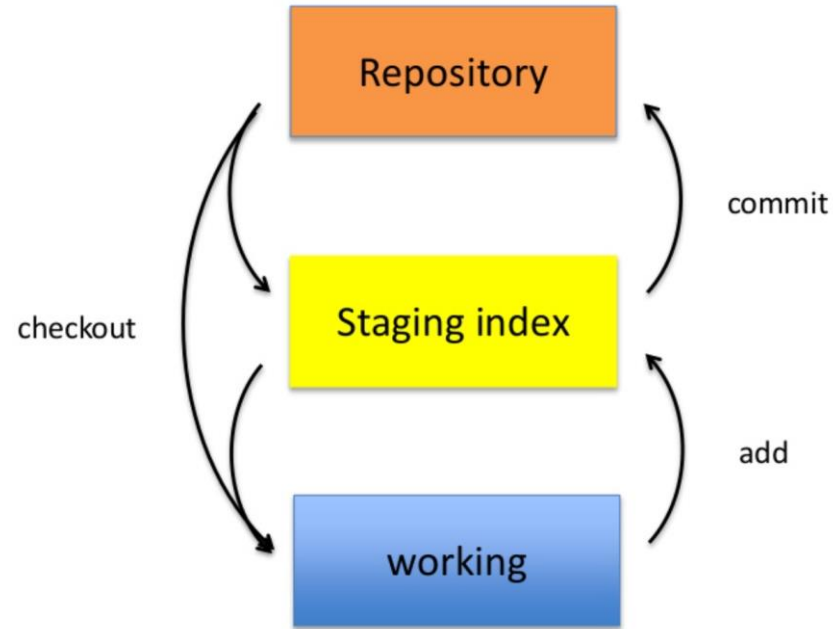 Repository
commit
Staging index
checkout
add
working